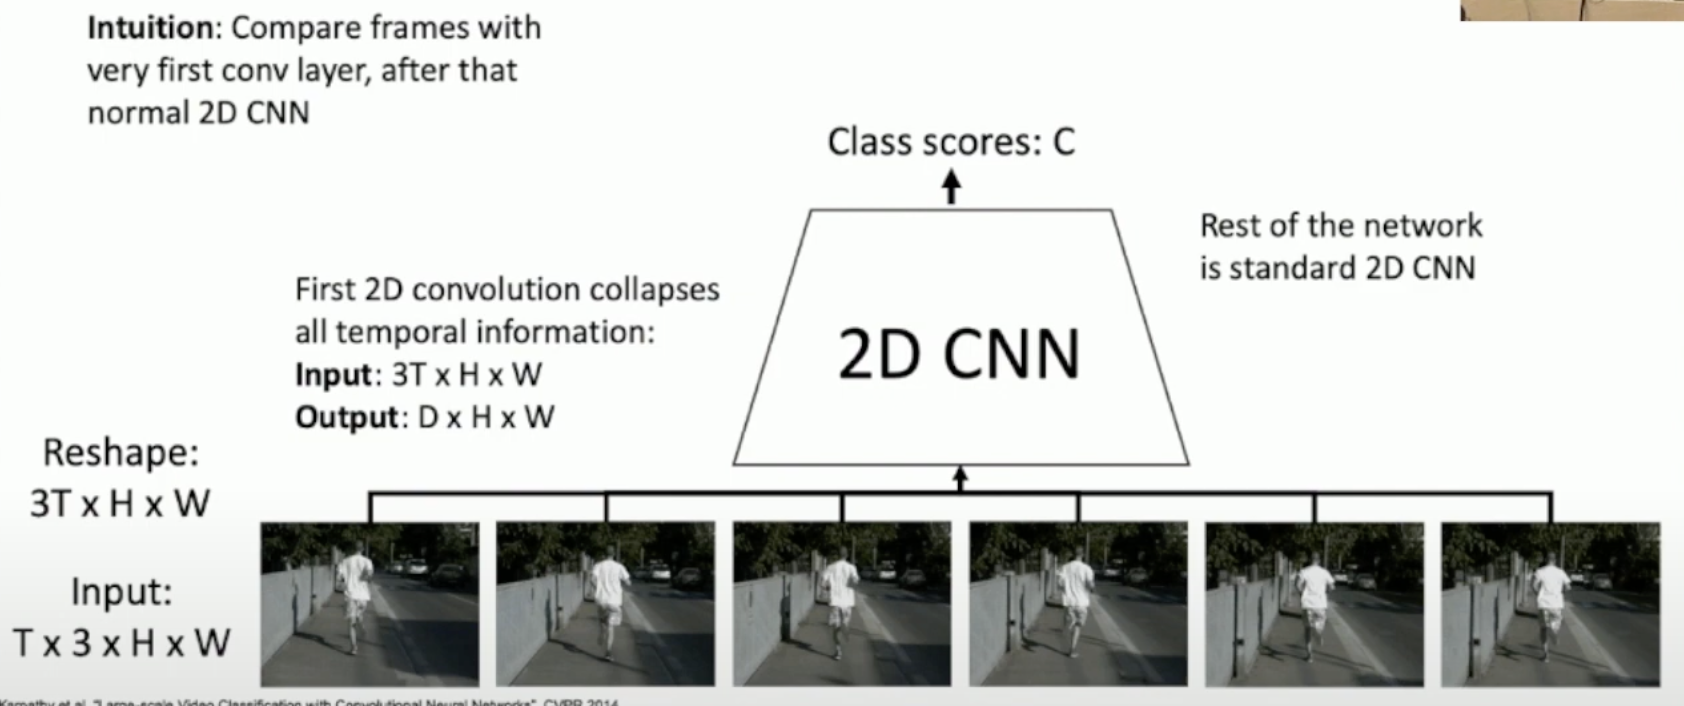 Intuition: Compare frames with
very first conv layer, after that
normal 2D CNN
Class scores: C
Rest of the network
is standard 2D CNN
First 2D convolution collapses
all temporal information:
Input: 3T x H x W
Output: D x H x W
2D CNN
Reshape:
3T x H x W
Input:
T x 3 x H x W
Karpathy et al, "Large-scale Video Classification with Convolutional Neural Networks", CVPR 2014